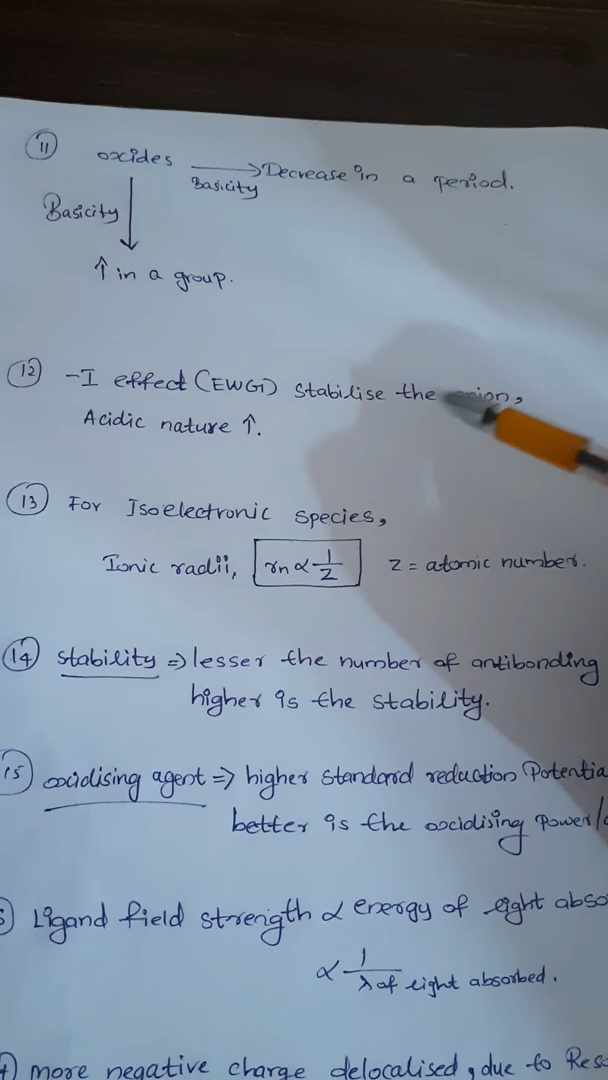 11 oxides → Decrease in a period.
Basicity
Basicity ↓
↑ in a group.
12 -I effect (EWG) Stabilise the anion,
Acidic nature ↑.
13 For Isoelectronic species,
Ionic radii, rn ∝ 1/Z Z = atomic number.
14 stability ⇒ lesser the number of antibonding
higher is the stability.
15 oxidising agent ⇒ higher standard reduction Potentia
better is the oxidising Power/
Ligand field strength ∝ energy of light abso
∝ 1/λ of light absorbed.
more negative charge delocalised, due to Reso